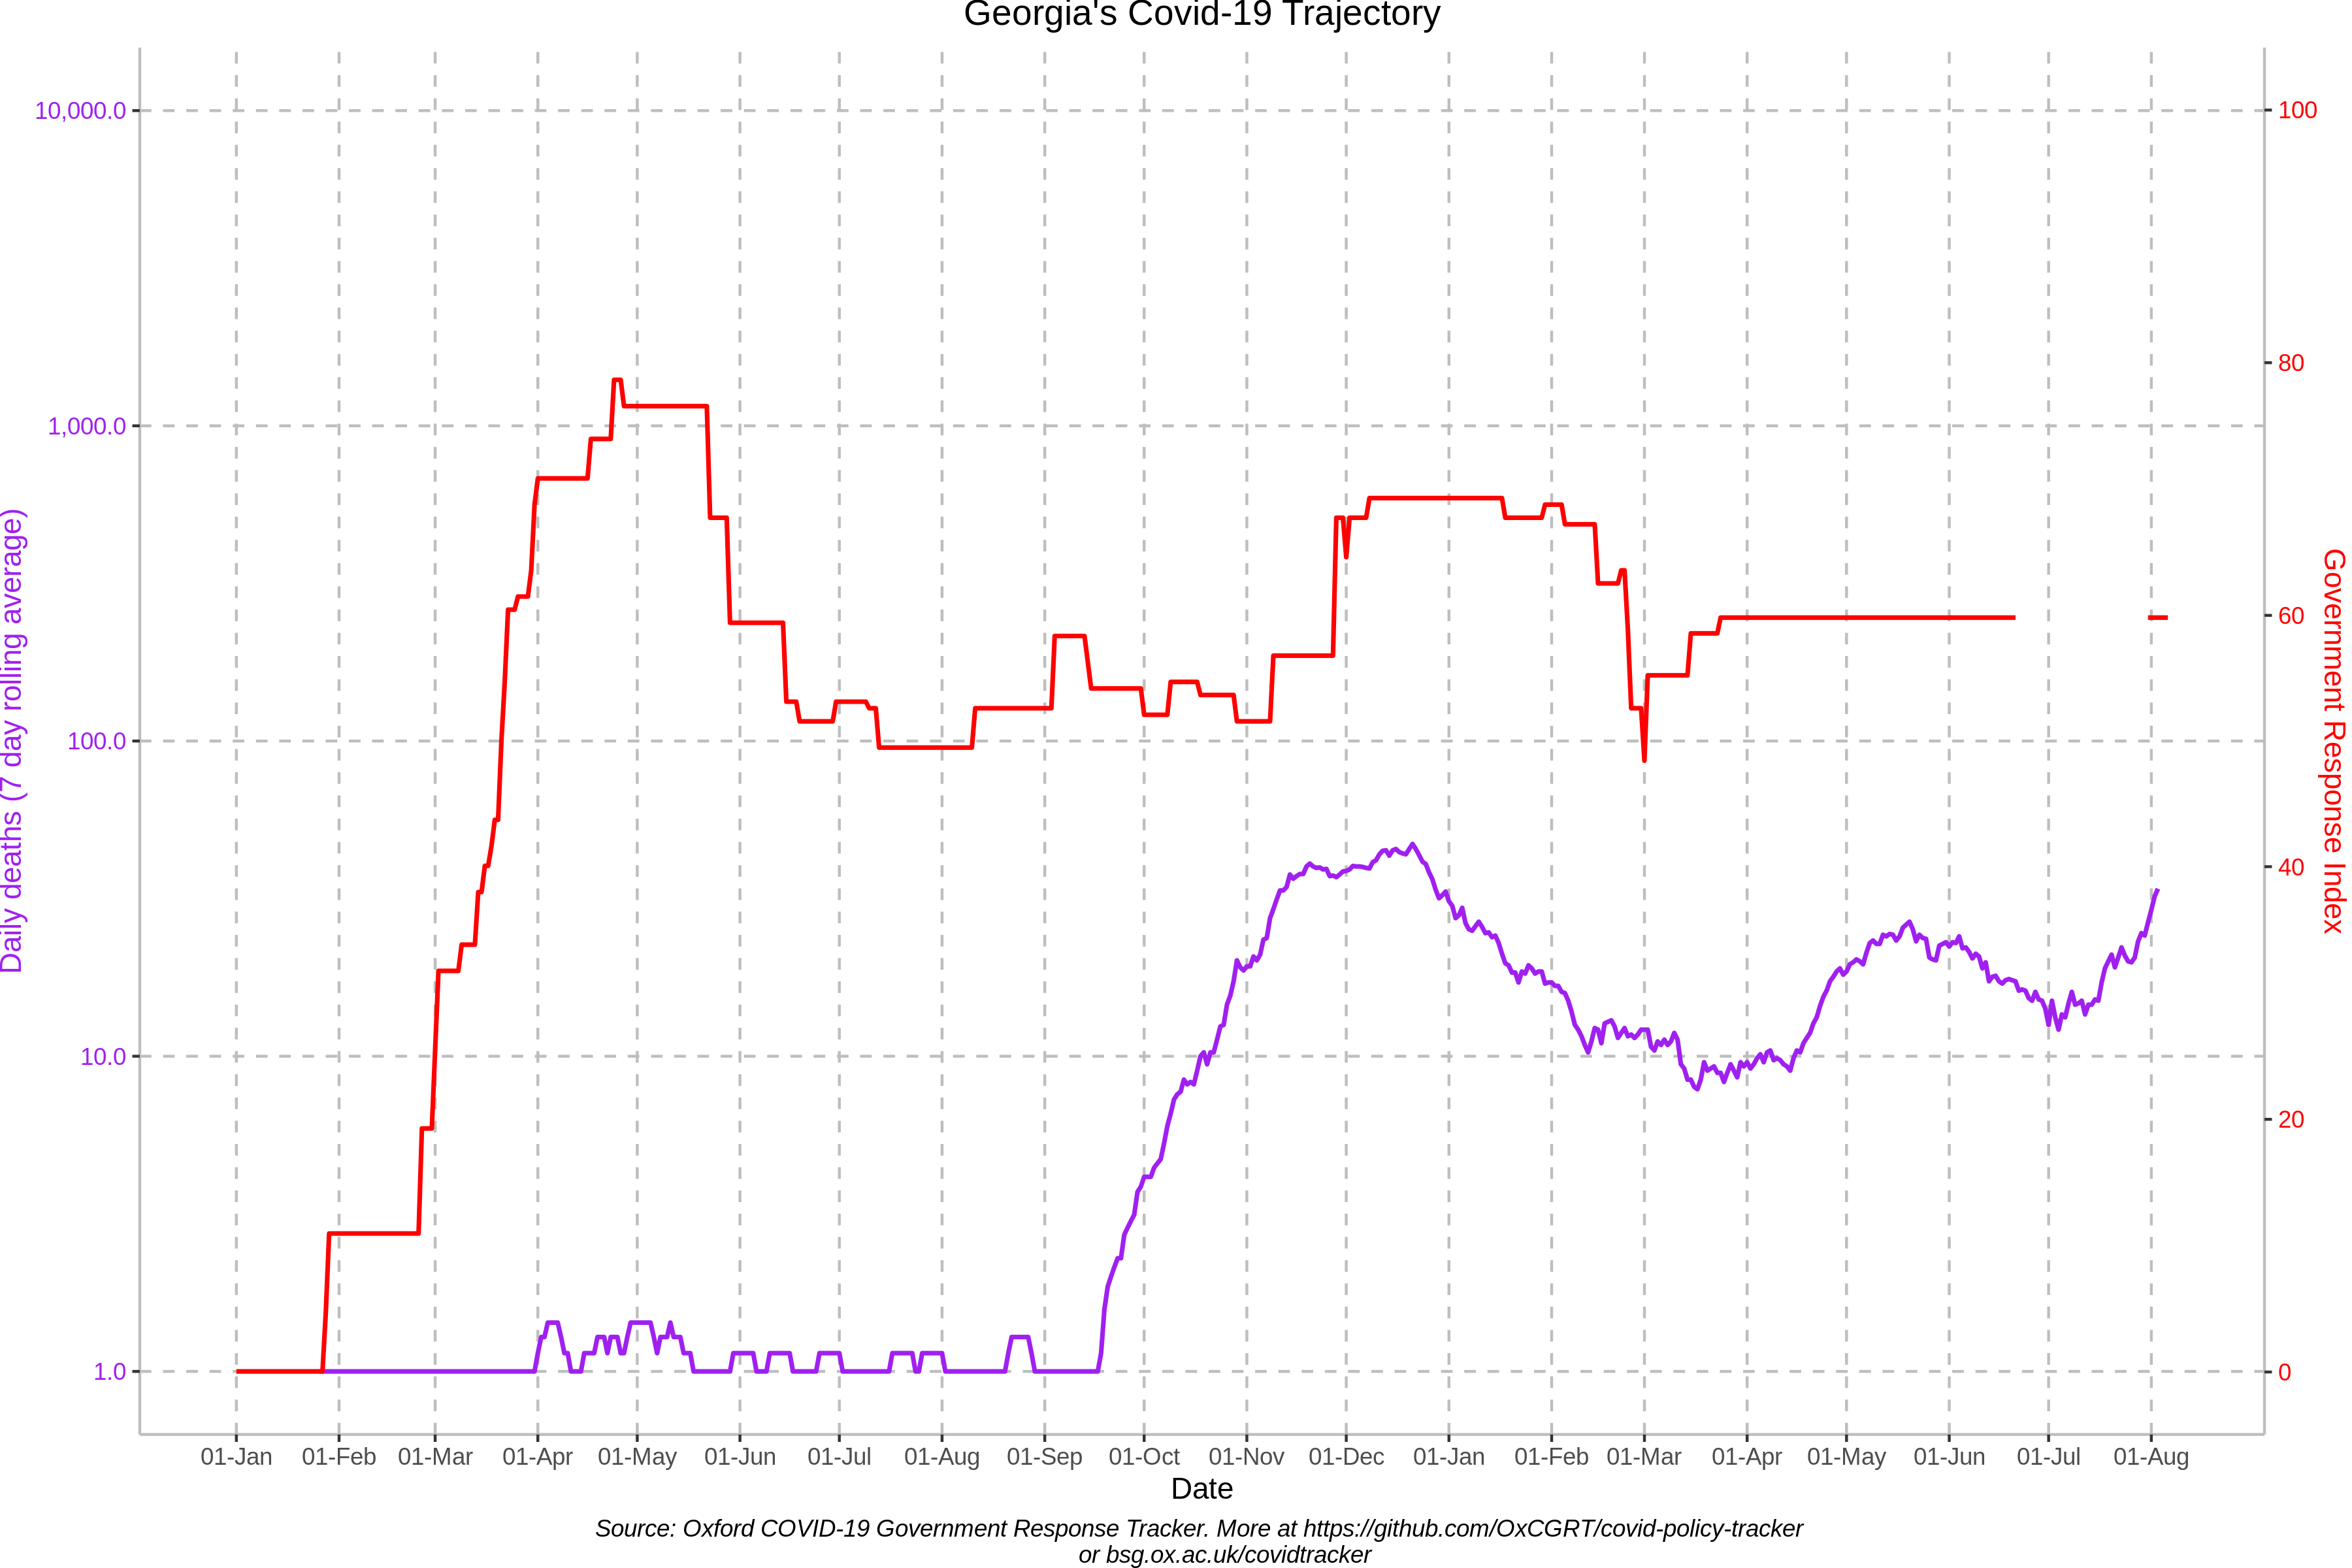 Georgia's Covid-19 Trajectory
10,000.0
1,000.0
100.0
10.0
1.0
Daily deaths (7 day rolling average)
100
80
60
40
20
0
Government Response Index
01-Jan 01-Feb 01-Mar 01-Apr 01-May 01-Jun 01-Jul 01-Aug 01-Sep 01-Oct 01-Nov 01-Dec 01-Jan 01-Feb 01-Mar 01-Apr 01-May 01-Jun 01-Jul 01-Aug
Date
Source: Oxford COVID-19 Government Response Tracker. More at https://github.com/OxCGRT/covid-policy-tracker
or bsg.ox.ac.uk/covidtracker